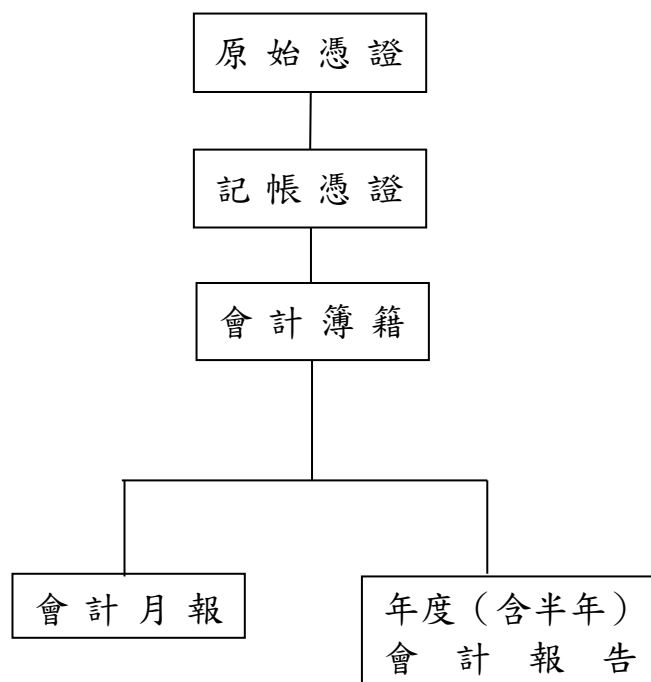 原始憑證
記帳憑證
會計簿籍
會計月報
年度（含半年）
會計報告